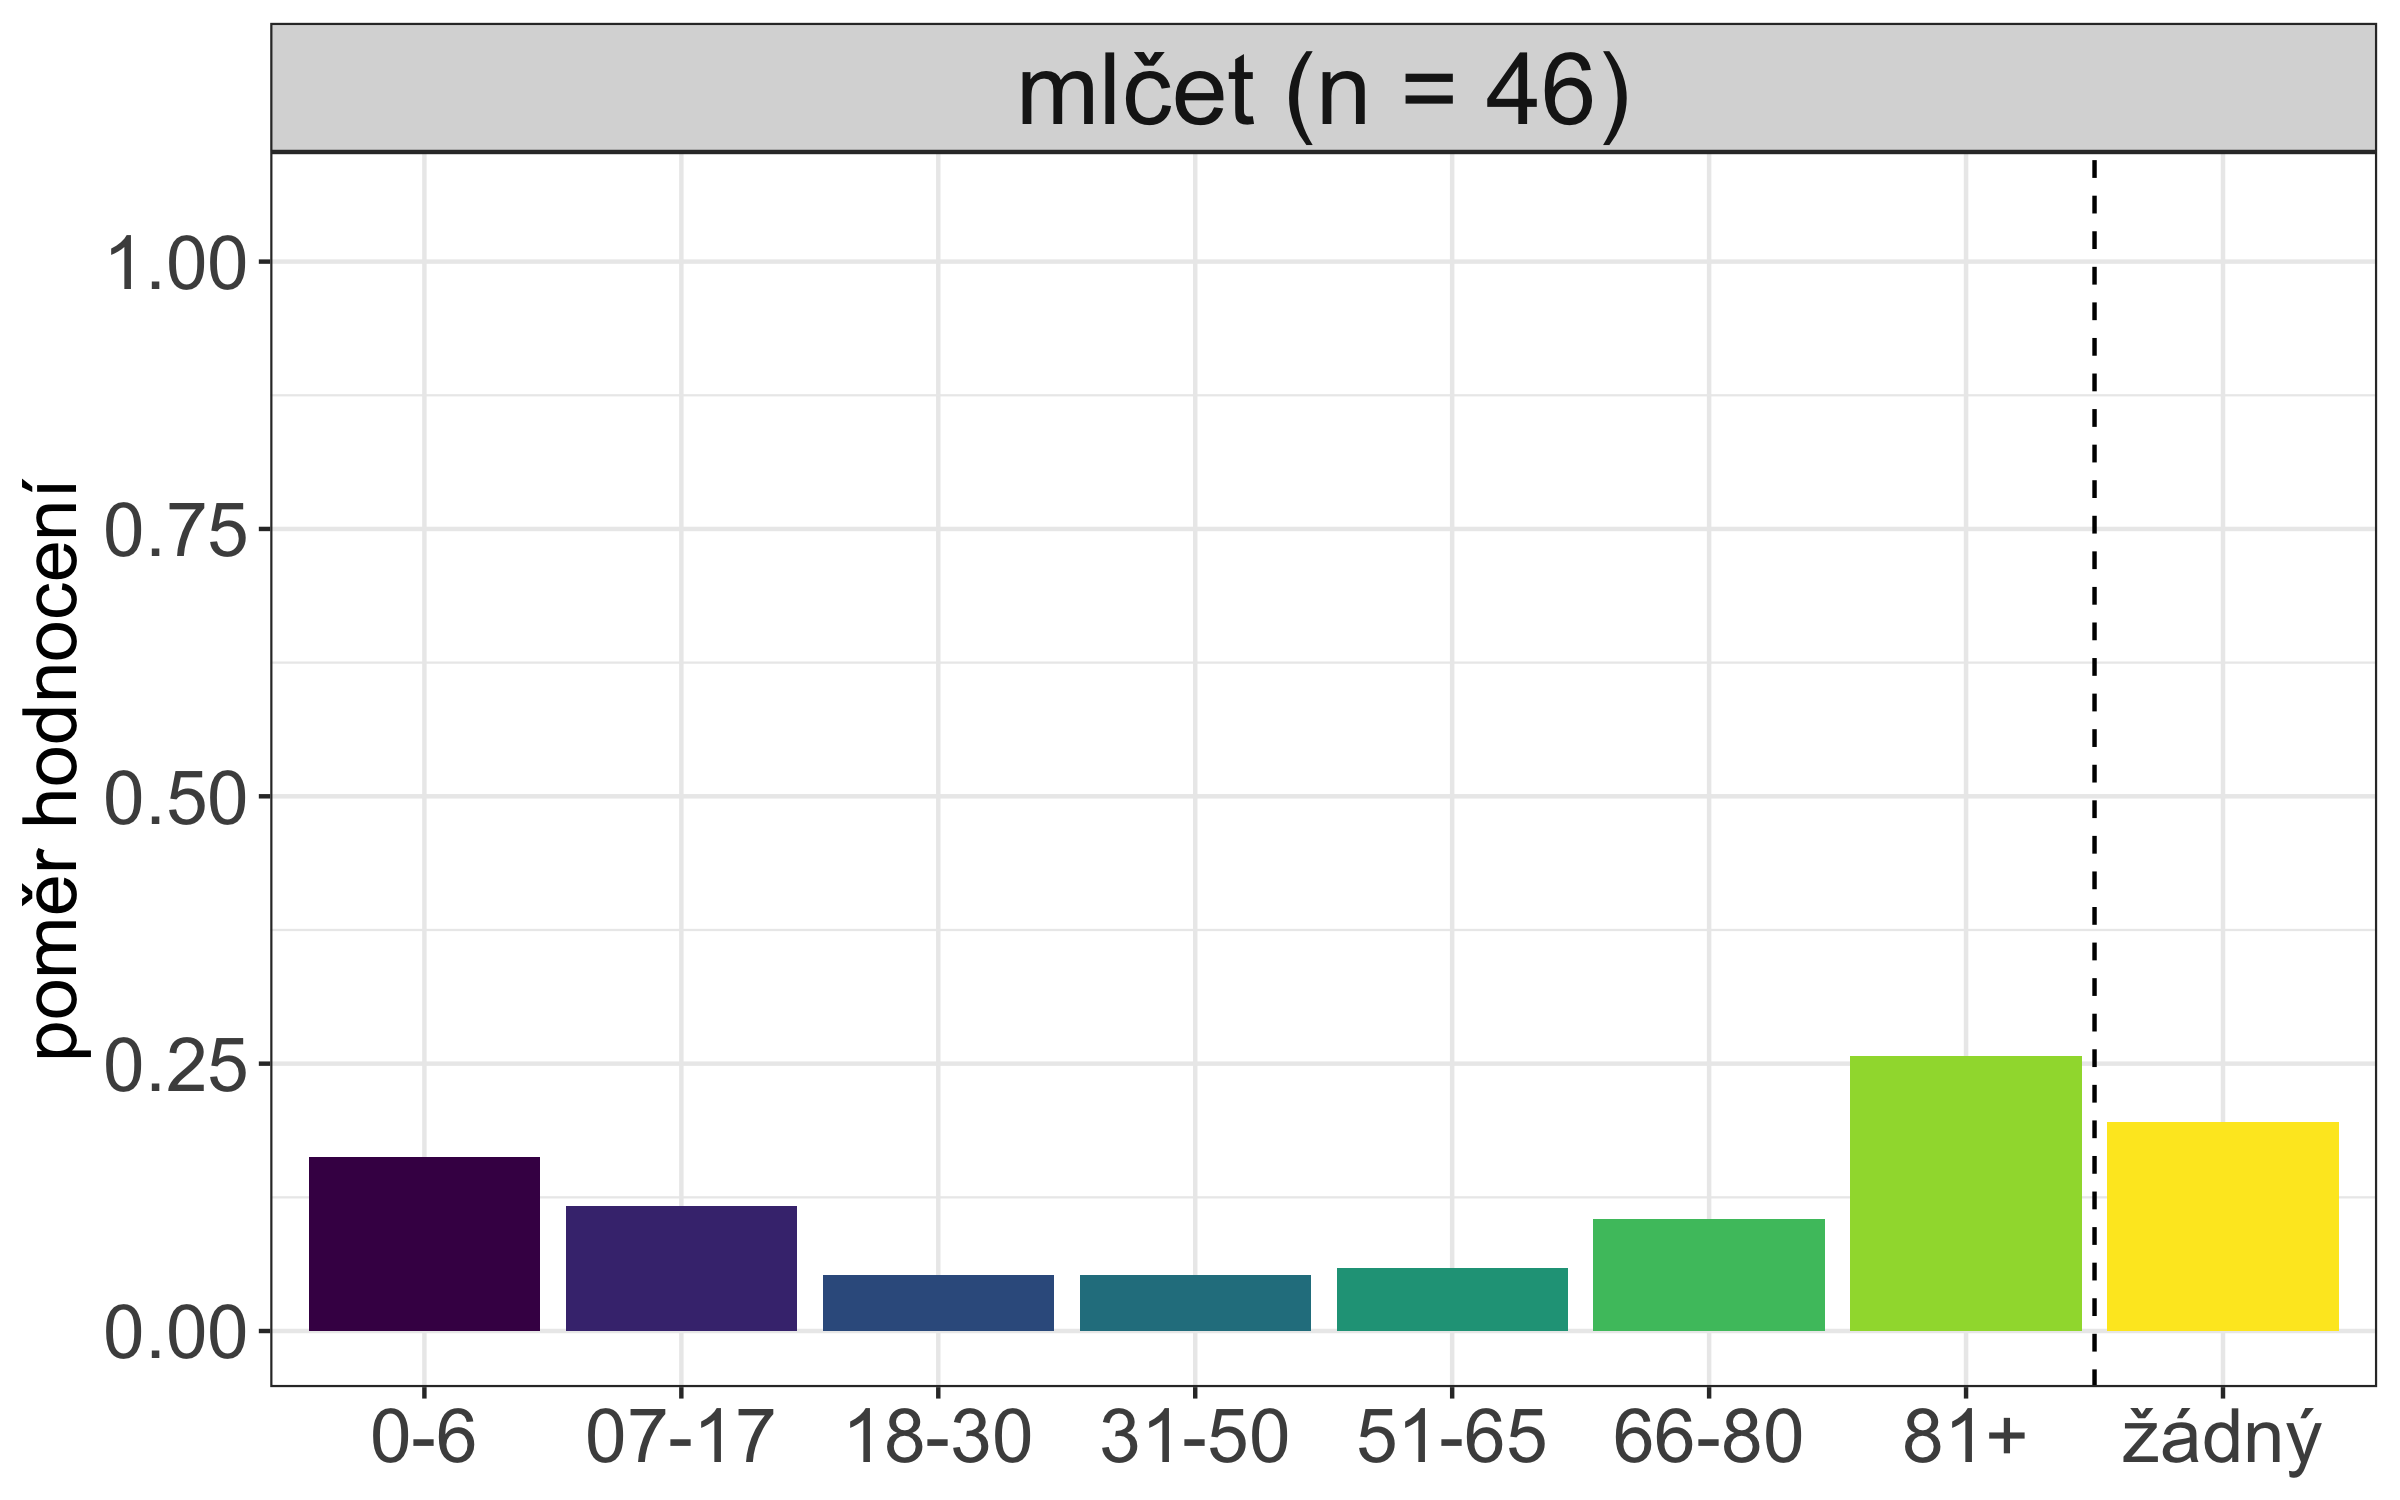 mlčet (n = 46)
poměr hodnocení
1.00
0.75
0.50
0.25
0.00
0-6 07-17 18-30 31-50 51-65 66-80 81+ žádný